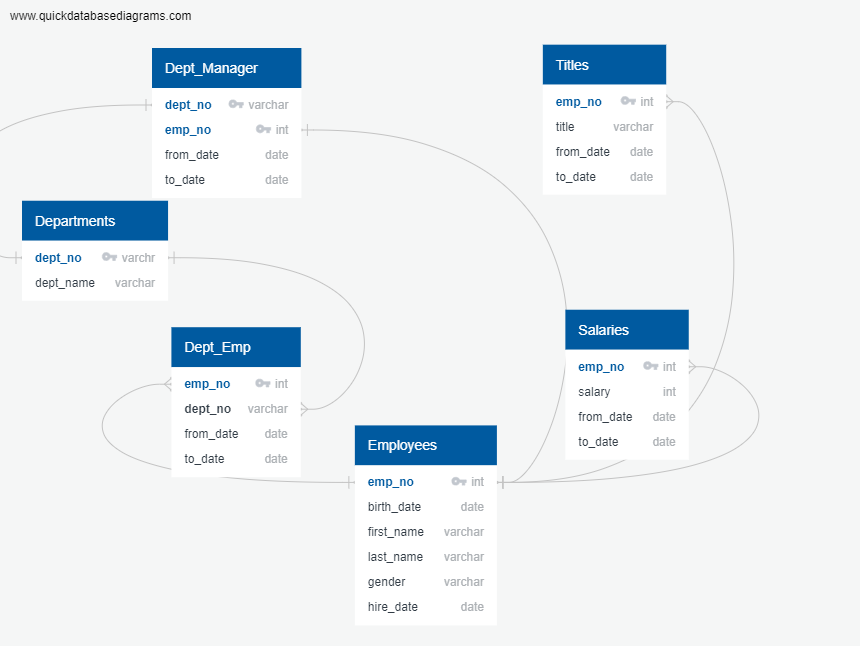 www.quickdatabasediagrams.com
Dept_Manager
dept_no varchar
emp_no int
from_date date
to_date date
Titles
emp_no int
title varchar
from_date date
to_date date
Departments
dept_no varchr
dept_name varchar
Dept_Emp
emp_no int
dept_no varchar
from_date date
to_date date
Salaries
emp_no int
salary int
from_date date
to_date date
Employees
emp_no int
birth_date date
first_name varchar
last_name varchar
gender varchar
hire_date date